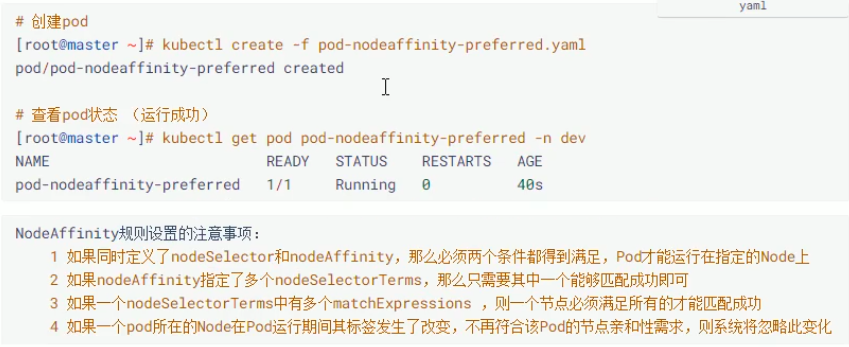 yaml
# 创建pod
[root@master ~]# kubectl create -f pod-nodeaffinity-preferred.yaml
pod/pod-nodeaffinity-preferred created
# 查看pod状态 （运行成功）
[root@master ~]# kubectl get pod pod-nodeaffinity-preferred -n dev
NAME READY STATUS RESTARTS AGE
pod-nodeaffinity-preferred 1/1 Running 0 40s
NodeAffinity规则设置的注意事项：
1 如果同时定义了nodeSelector和nodeAffinity，那么必须两个条件都得到满足，Pod才能运行在指定的Node上
2 如果nodeAffinity指定了多个nodeSelectorTerms，那么只需要其中一个能够匹配成功即可
3 如果一个nodeSelectorTerms中有多个matchExpressions ，则一个节点必须满足所有的才能匹配成功
4 如果一个pod所在的Node在Pod运行期间其标签发生了改变，不再符合该Pod的节点亲和性需求，则系统将忽略此变化